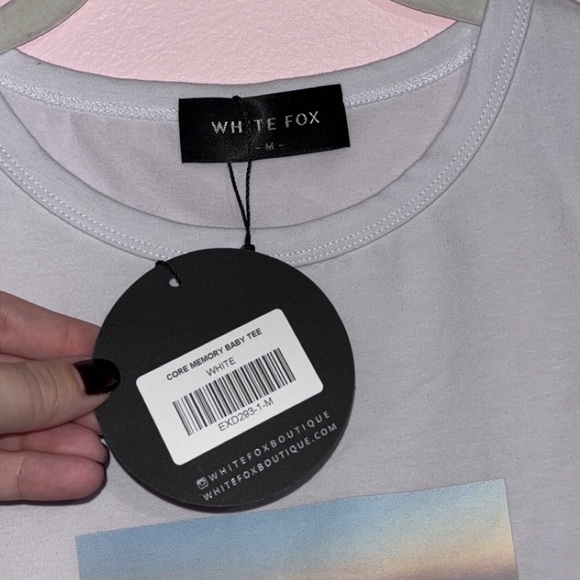 WHITE FOX
- M -
CORE MEMORY BABY TEE
WHITE
EXD293-1-M
WHITEFOXBOUTIQUE
WHITEFOXBOUTIQUE.COM